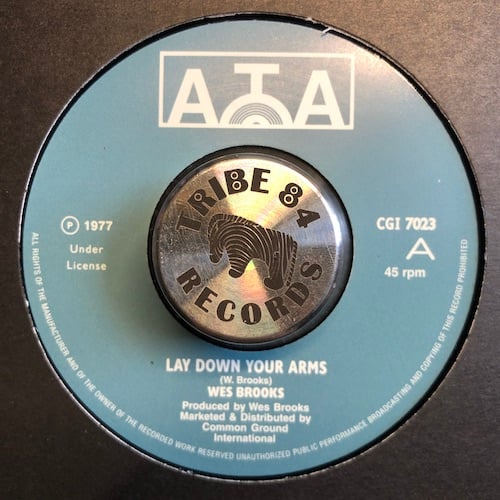 ATA
TRIBE 84
RECORDS
℗ 1977
Under
License
CGI 7023
A
45 rpm
LAY DOWN YOUR ARMS
(W. Brooks)
WES BROOKS
Produced by Wes Brooks
Marketed & Distributed by
Common Ground
International
ALL RIGHTS OF THE MANUFACTURER AND OF THE OWNER OF THE RECORDED WORK RESERVED UNAUTHORIZED PUBLIC PERFORMANCE BROADCASTING AND COPYING OF THIS RECORD PROHIBITED